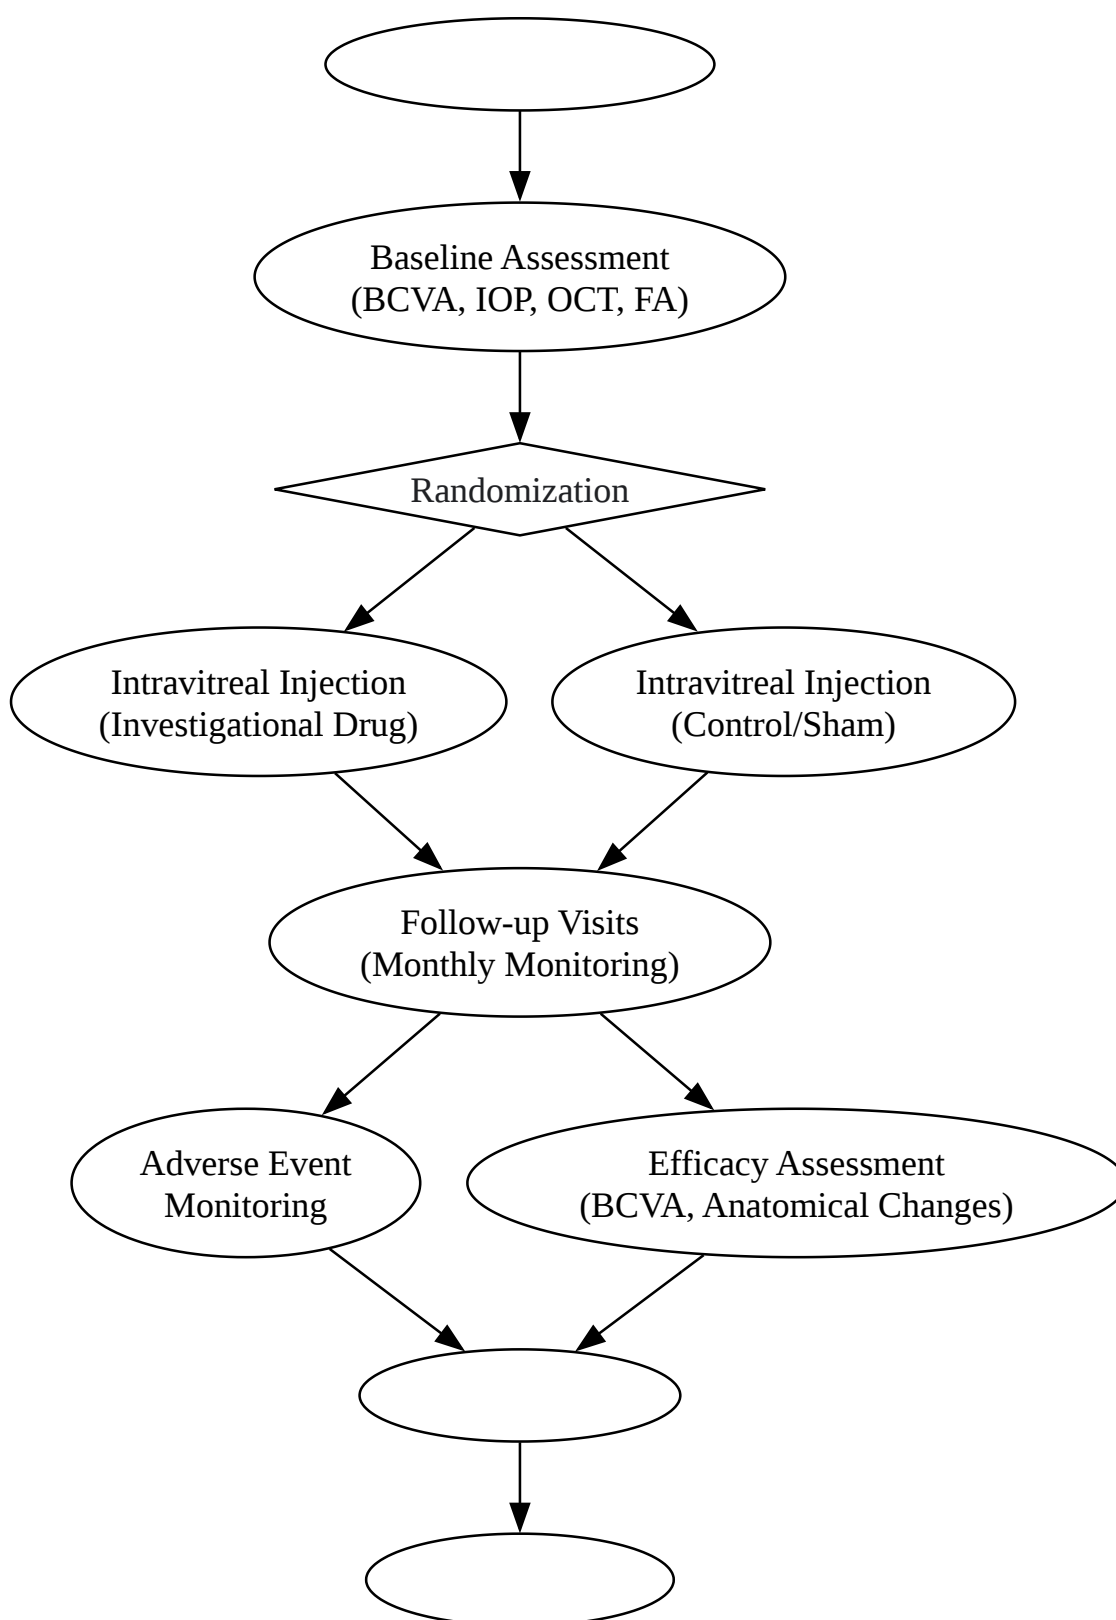 Baseline Assessment
(BCVA, IOP, OCT, FA)
Randomization
Intravitreal Injection
(Investigational Drug)
Intravitreal Injection
(Control/Sham)
Follow-up Visits
(Monthly Monitoring)
Adverse Event
Monitoring
Efficacy Assessment
(BCVA, Anatomical Changes)